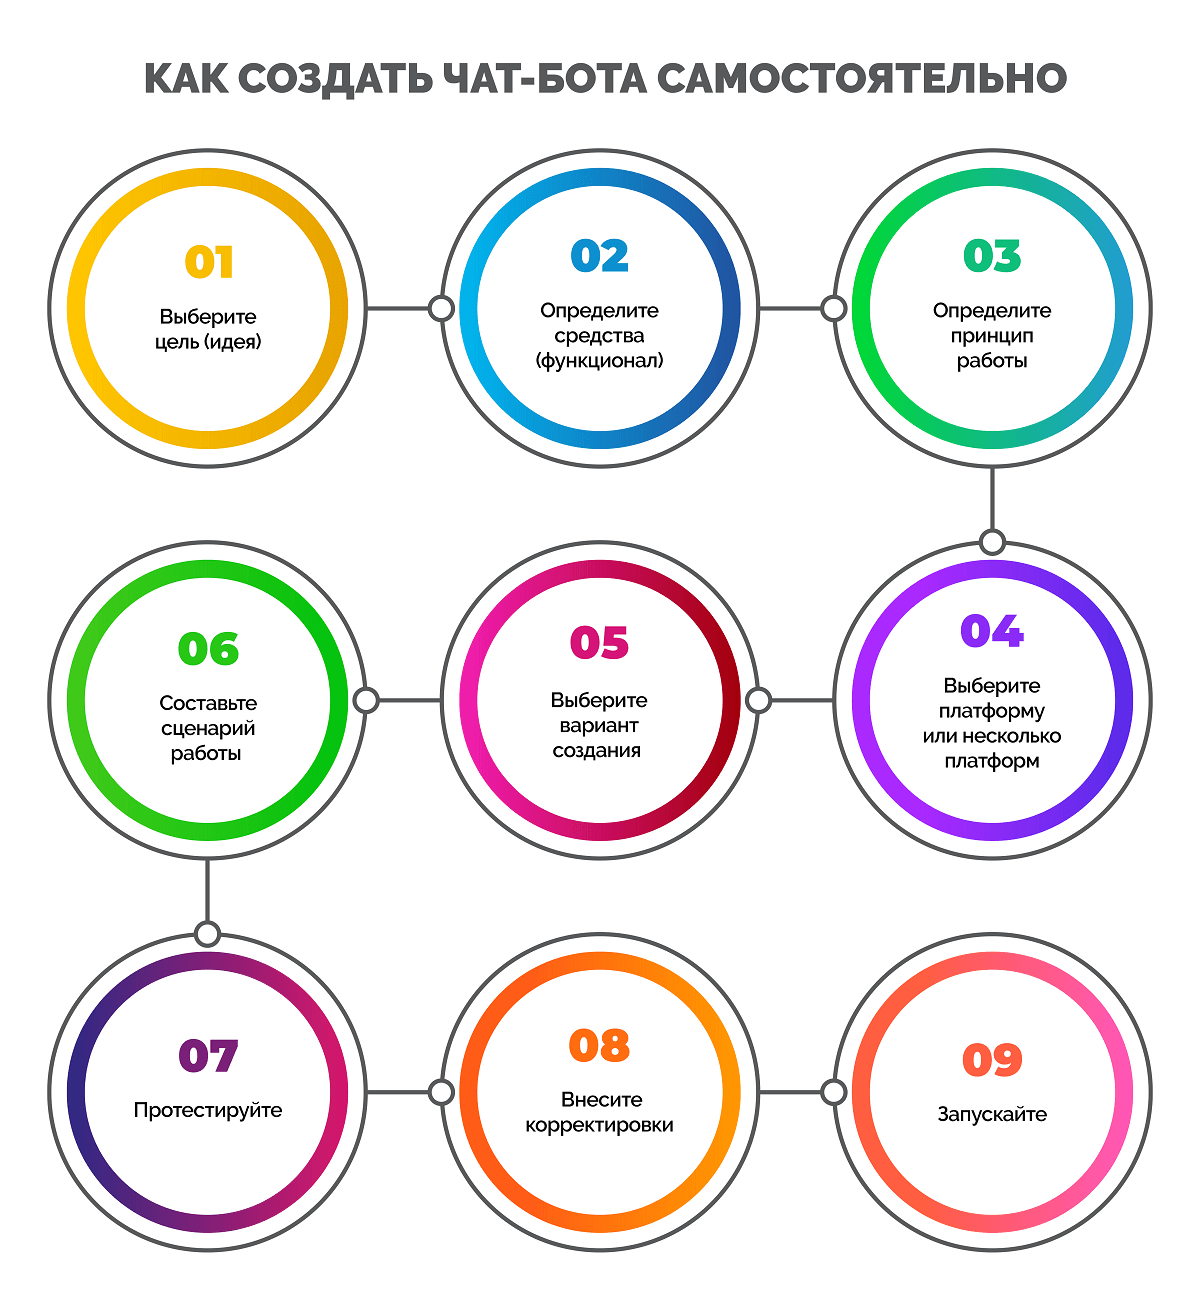 КАК СОЗДАТЬ ЧАТ-БОТА САМОСТОЯТЕЛЬНО
01
Выберите
цель (идея)
02
Определите
средства
(функционал)
03
Определите
принцип
работы
04
Выберите
платформу
или несколько
платформ
05
Выберите
вариант
создания
06
Составьте
сценарий
работы
07
Протестируйте
08
Внесите
корректировки
09
Запускайте